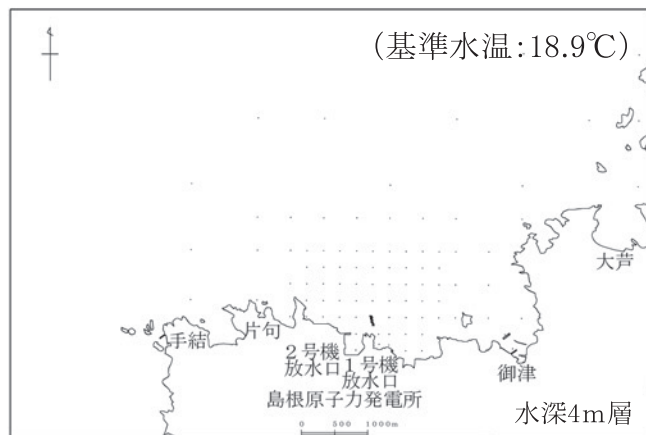 (基準水温:18.9℃)
大芦
手結
片句
2号機
放水口
1号機
放水口
御津
島根原子力発電所
0 500 1000m
水深4m層